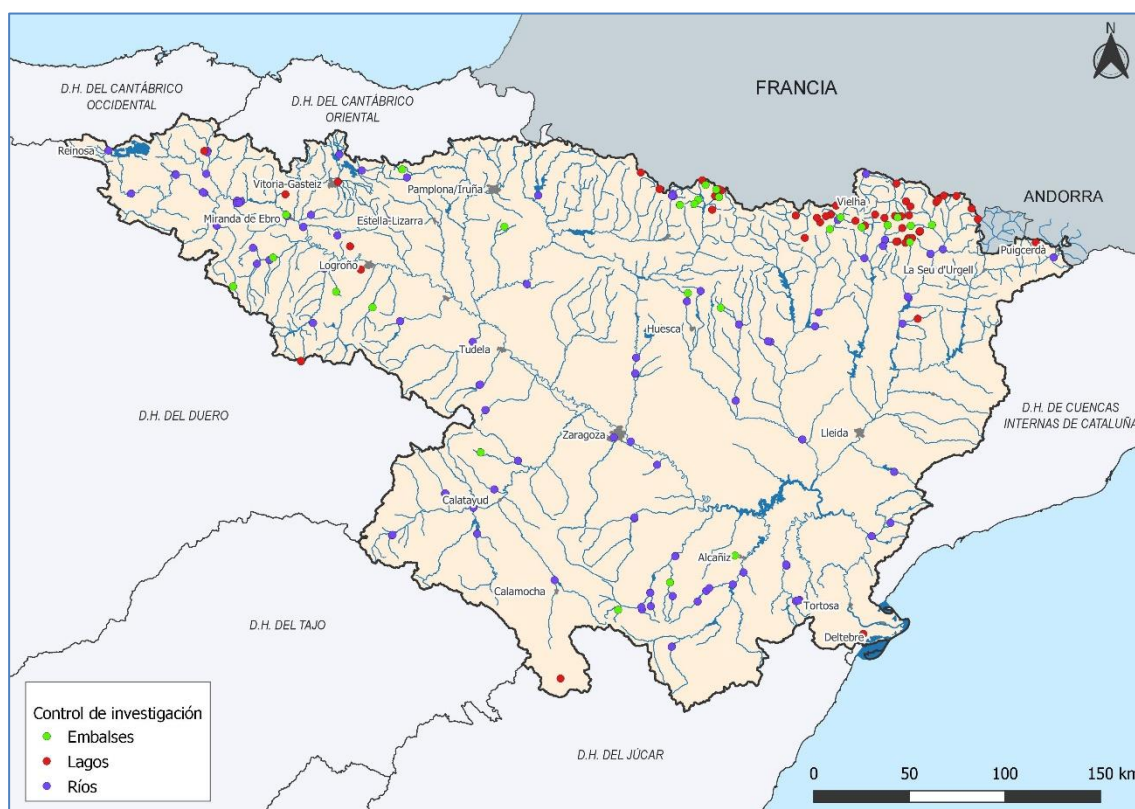 N
FRANCIA
D.H. DEL CANTÁBRICO
OCCIDENTAL
D.H. DEL CANTÁBRICO
ORIENTAL
Reinosa
Vitoria-Gasteiz
Pamplona/Iruña
Vielha
ANDORRA
Miranda de Ebro
Estella-Lizarra
Puigcerdà
Logroño
La Seu d'Urgell
Huesca
Tudela
D.H. DEL DUERO
D.H. DE CUENCAS
INTERNAS DE CATALUÑA
Zaragoza
Lleida
Calatayud
Alcañiz
Calamocha
Tortosa
D.H. DEL TAJO
Deltebre
D.H. DEL JÚCAR
Control de investigación
Embalses
Lagos
Ríos
0 50 100 150 km